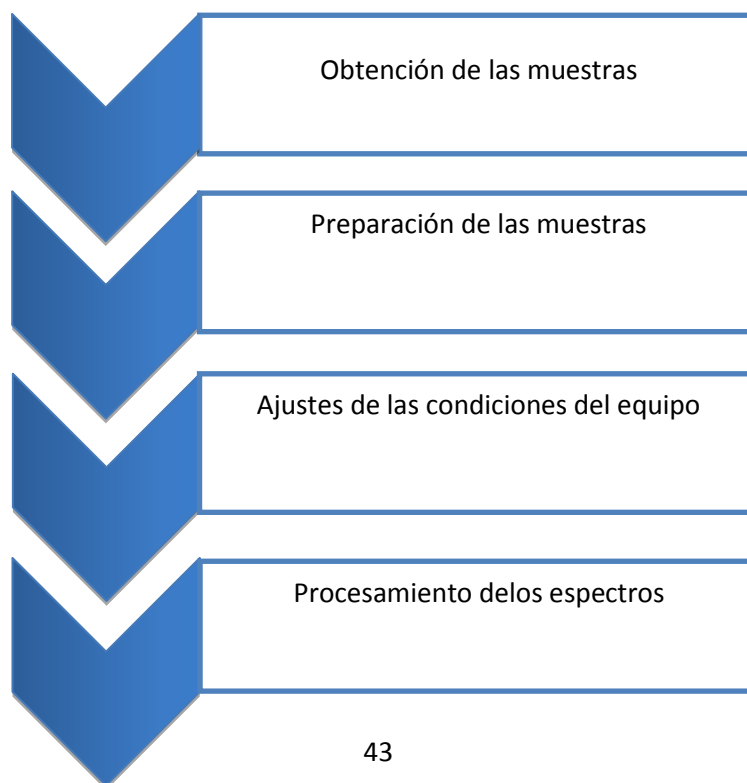 Obtención de las muestras
Preparación de las muestras
Ajustes de las condiciones del equipo
Procesamiento delos espectros
43